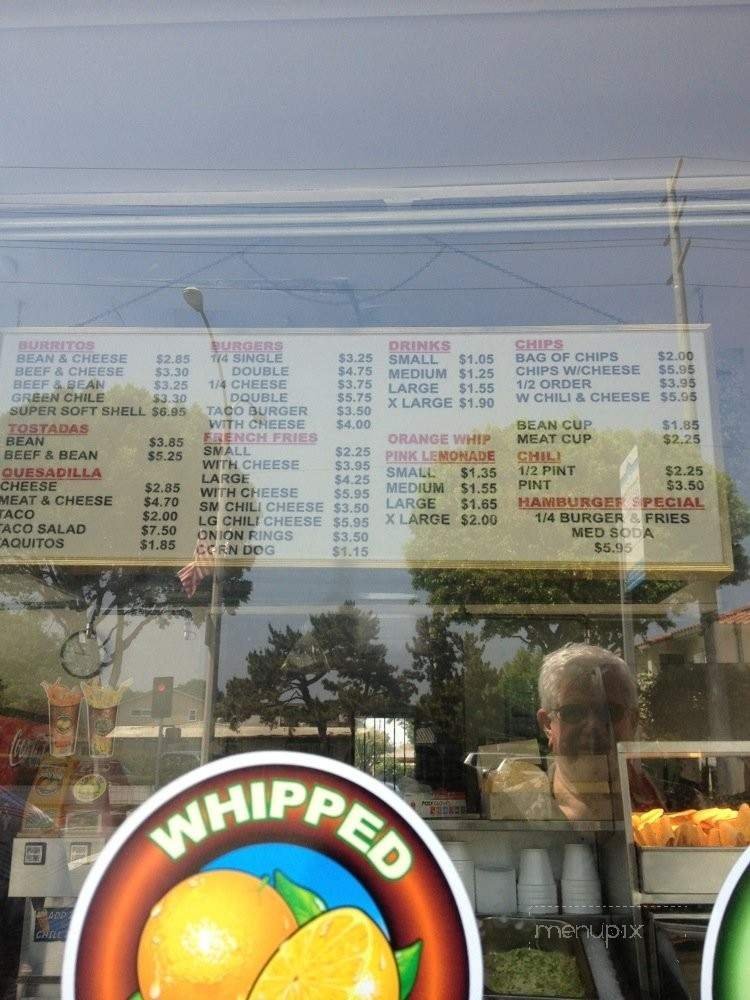 BURRITOS
BEAN & CHEESE $2.85
BEEF & CHEESE $3.30
BEEF & BEAN $3.25
GREEN CHILE $3.30
SUPER SOFT SHELL $6.95
TOSTADAS
BEAN $3.85
BEEF & BEAN $5.25
QUESADILLA
CHEESE $2.85
MEAT & CHEESE $4.70
TACO $2.00
TACO SALAD $7.50
TAQUITOS $1.85
BURGERS
1/4 SINGLE $3.25
DOUBLE $4.75
1/4 CHEESE $3.75
DOUBLE $5.75
TACO BURGER $3.50
WITH CHEESE $4.00
FRENCH FRIES
SMALL $2.25
WITH CHEESE $3.95
LARGE $4.25
WITH CHEESE $5.95
SM CHILI CHEESE $3.50
LG CHILI CHEESE $5.95
ONION RINGS $3.50
CORN DOG $1.15
DRINKS
SMALL $1.05
MEDIUM $1.25
LARGE $1.55
X LARGE $1.90
ORANGE WHIP
PINK LEMONADE
SMALL $1.35
MEDIUM $1.55
LARGE $1.65
X LARGE $2.00
CHIPS
BAG OF CHIPS $2.00
CHIPS W/CHEESE $5.95
1/2 ORDER $3.95
W CHILI & CHEESE $5.95
BEAN CUP $1.85
MEAT CUP $2.25
CHILI
1/2 PINT $2.25
PINT $3.50
HAMBURGER SPECIAL
1/4 BURGER & FRIES
MED SODA
$5.95
WHIPPED
menupix